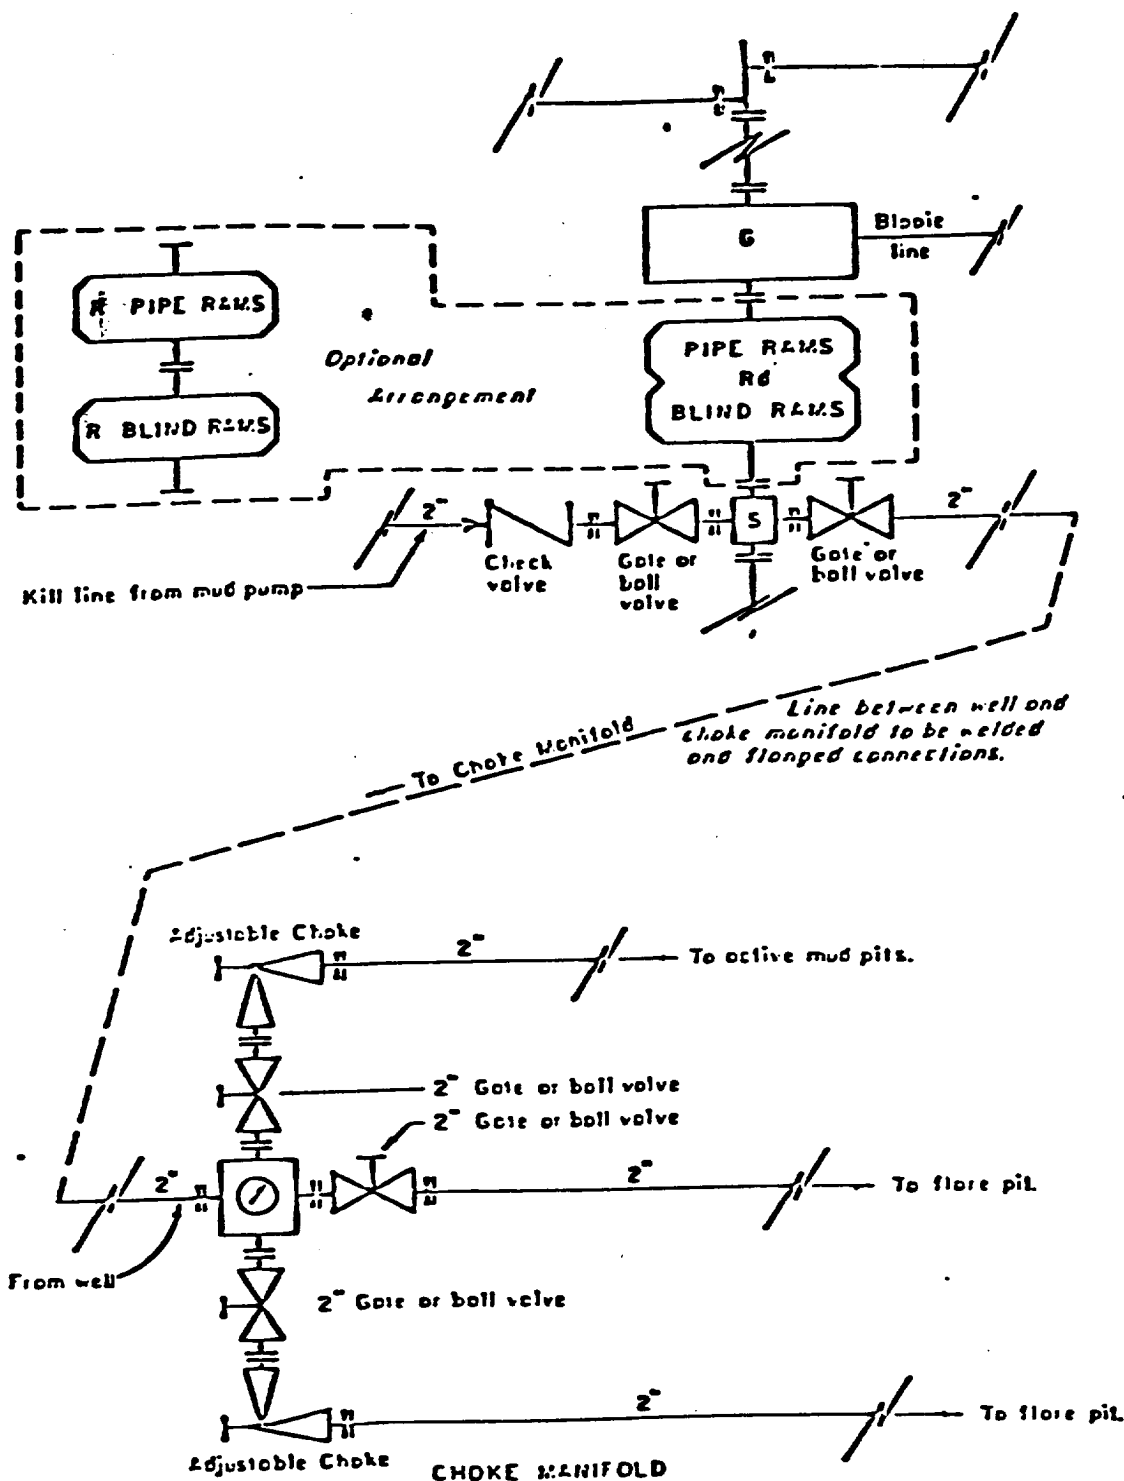 G
Blooie
line
R PIPE RAMS
R BLIND RAMS
Optional
Arrangement
PIPE RAMS
Rd
BLIND RAMS
2"
S
2"
Check
valve
Gate or
ball
valve
Gate or
ball valve
Kill line from mud pump
Line between well and
choke manifold to be welded
and flanged connections.
To Choke Manifold
Adjustable Choke
2"
To active mud pits.
2" Gate or ball valve
2" Gate or ball valve
2"
2"
To flare pit.
From well
2" Gate or ball valve
2"
To flare pit.
Adjustable Choke
CHOKE MANIFOLD